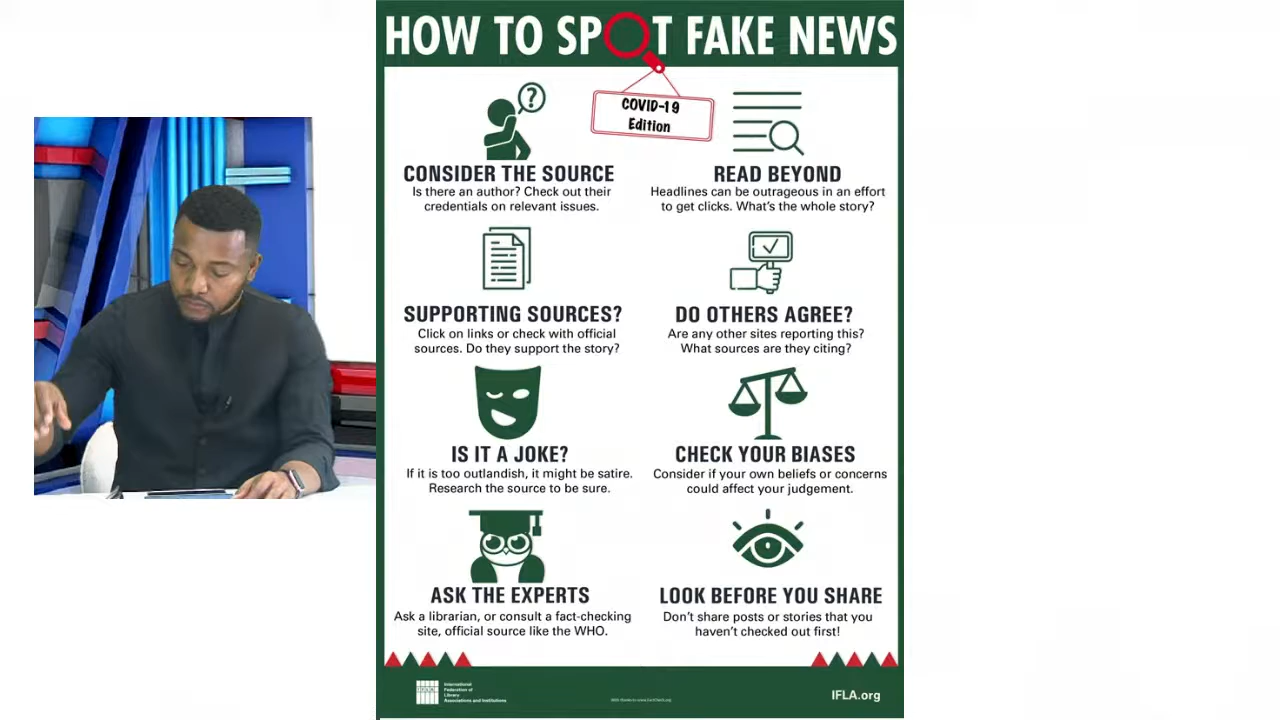 HOW TO SPOT FAKE NEWS
COVID-19
Edition
CONSIDER THE SOURCE
Is there an author? Check out their
credentials on relevant issues.
READ BEYOND
Headlines can be outrageous in an effort
to get clicks. What's the whole story?
SUPPORTING SOURCES?
Click on links or check with official
sources. Do they support the story?
DO OTHERS AGREE?
Are any other sites reporting this?
What sources are they citing?
IS IT A JOKE?
If it is too outlandish, it might be satire.
Research the source to be sure.
CHECK YOUR BIASES
Consider if your own beliefs or concerns
could affect your judgement.
ASK THE EXPERTS
Ask a librarian, or consult a fact-checking
site, official source like the WHO.
LOOK BEFORE YOU SHARE
Don't share posts or stories that you
haven't checked out first!
International
Federation of
Library
Associations and Institutions
IFLA.org